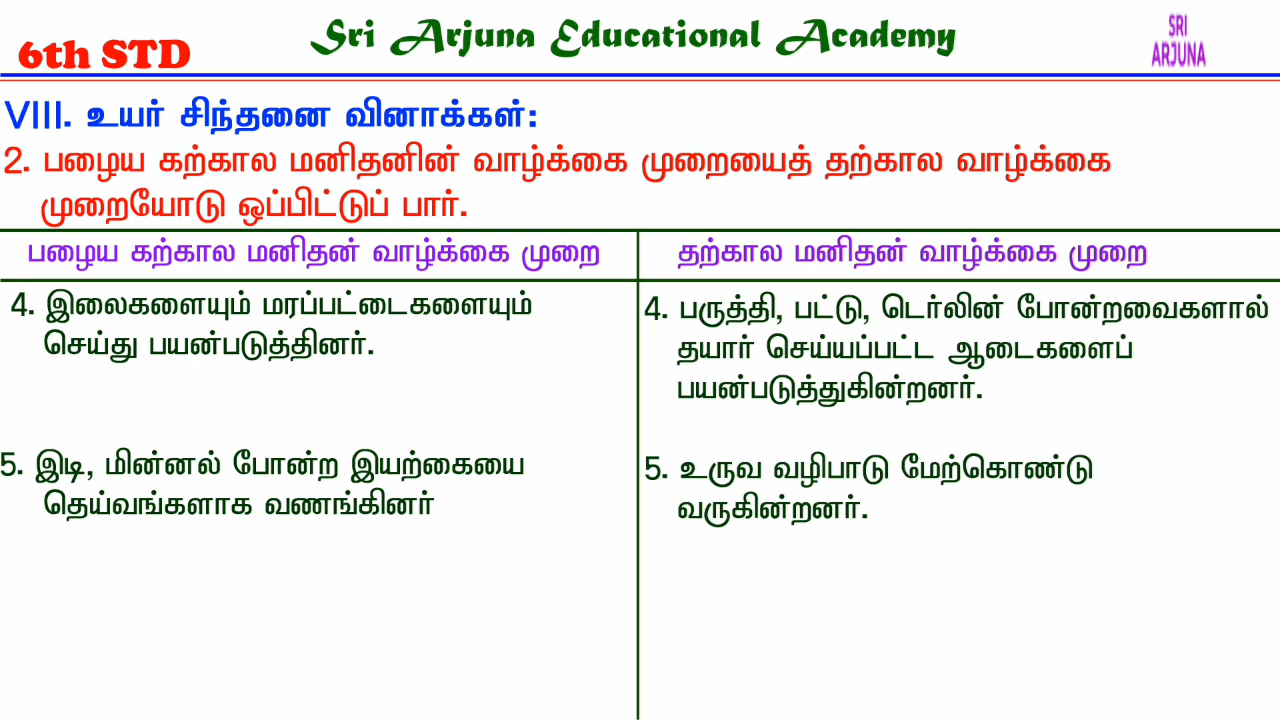 6th STD
Sri Arjuna Educational Academy
SRI
ARJUNA
VIII. உயர் சிந்தனை வினாக்கள்:
2. பழைய கற்கால மனிதனின் வாழ்க்கை முறையைத் தற்கால வாழ்க்கை
முறையோடு ஒப்பிட்டுப் பார்.
பழைய கற்கால மனிதன் வாழ்க்கை முறை
தற்கால மனிதன் வாழ்க்கை முறை
4. இலைகளையும் மரப்பட்டைகளையும்
செய்து பயன்படுத்தினர்.
4. பருத்தி, பட்டு, டெர்லின் போன்றவைகளால்
தயார் செய்யப்பட்ட ஆடைகளைப்
பயன்படுத்துகின்றனர்.
5. இடி, மின்னல் போன்ற இயற்கையை
தெய்வங்களாக வணங்கினர்
5. உருவ வழிபாடு மேற்கொண்டு
வருகின்றனர்.